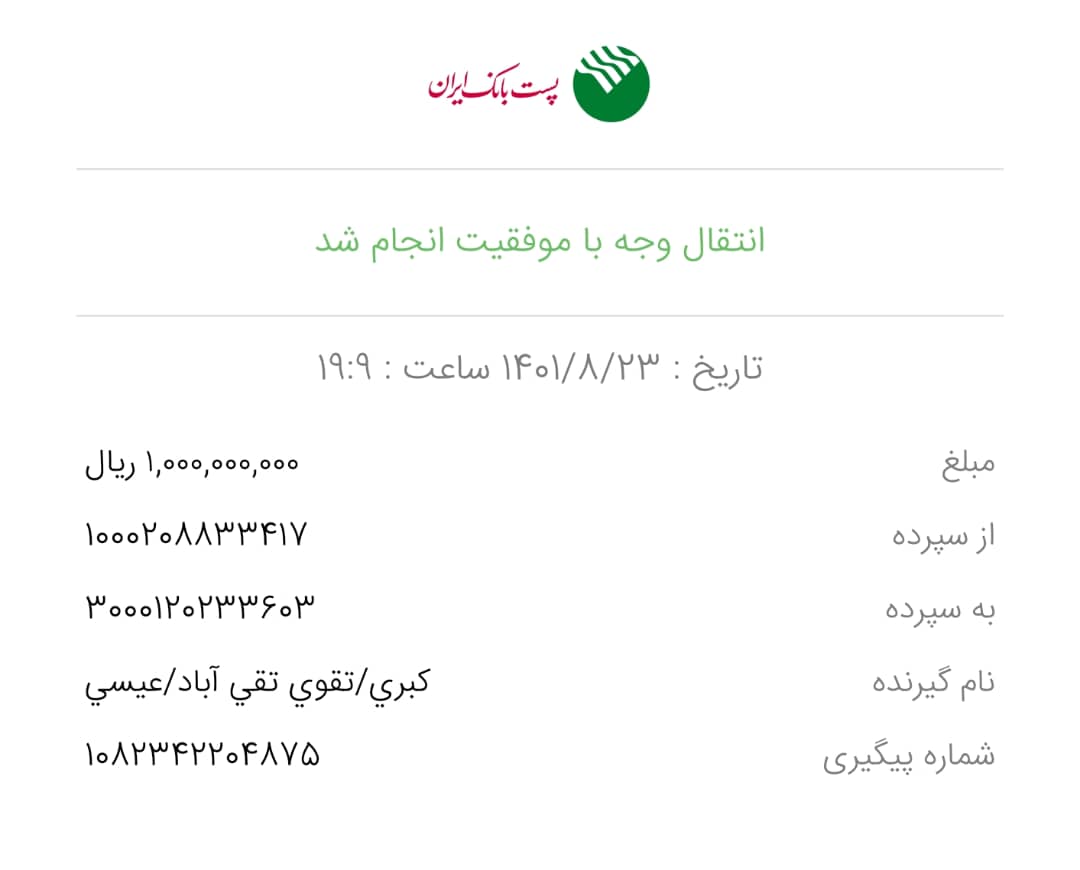 پست بانک ایران
انتقال وجه با موفقیت انجام شد
تاریخ : ۱۴۰۱/۸/۲۳ ساعت : ۱۹:۹
مبلغ ۱,۰۰۰,۰۰۰,۰۰۰ ریال
از سپرده ۱۰۰۰۲۰۸۸۳۳۴۱۷
به سپرده ۳۰۰۰۱۲۰۲۳۳۶۰۳
نام گیرنده كبري/تقوي تقي آباد/عيسي
شماره پیگیری ۱۰۸۲۳۴۲۲۰۴۸۷۵